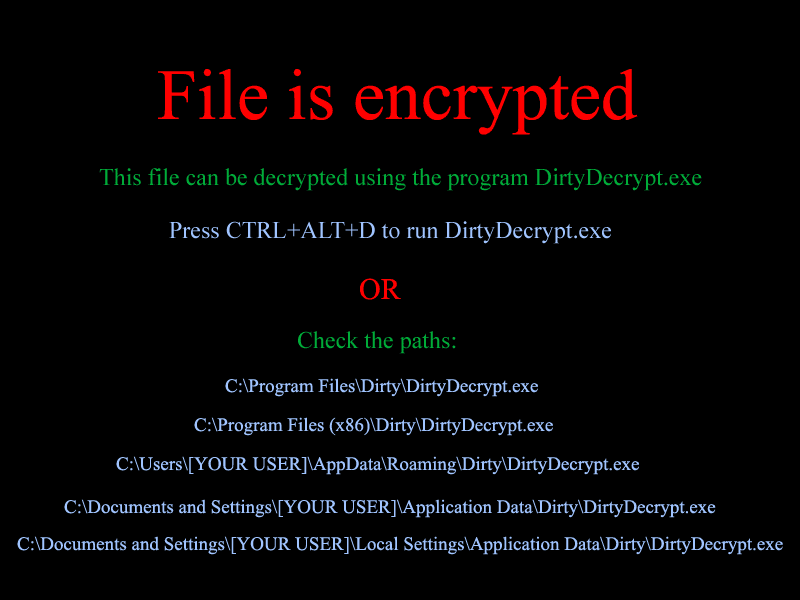 File is encrypted
This file can be decrypted using the program DirtyDecrypt.exe
Press CTRL+ALT+D to run DirtyDecrypt.exe
OR
Check the paths:
C:\Program Files\Dirty\DirtyDecrypt.exe
C:\Program Files (x86)\Dirty\DirtyDecrypt.exe
C:\Users\[YOUR USER]\AppData\Roaming\Dirty\DirtyDecrypt.exe
C:\Documents and Settings\[YOUR USER]\Application Data\Dirty\DirtyDecrypt.exe
C:\Documents and Settings\[YOUR USER]\Local Settings\Application Data\Dirty\DirtyDecrypt.exe